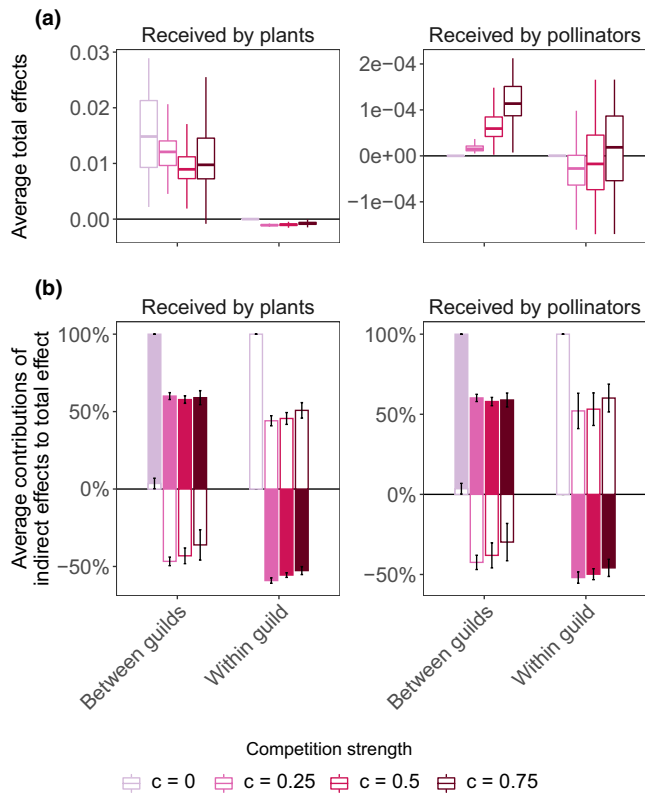 (a)
Received by plants
Received by pollinators
Average total effects
0.03
0.02
0.01
0.00
2e−04
1e−04
0e+00
−1e−04
(b)
Received by plants
Received by pollinators
Average contributions of
indirect effects to total effect
100%
50%
0%
−50%
100%
50%
0%
−50%
Between guilds
Within guild
Between guilds
Within guild
Competition strength
c = 0 c = 0.25 c = 0.5 c = 0.75